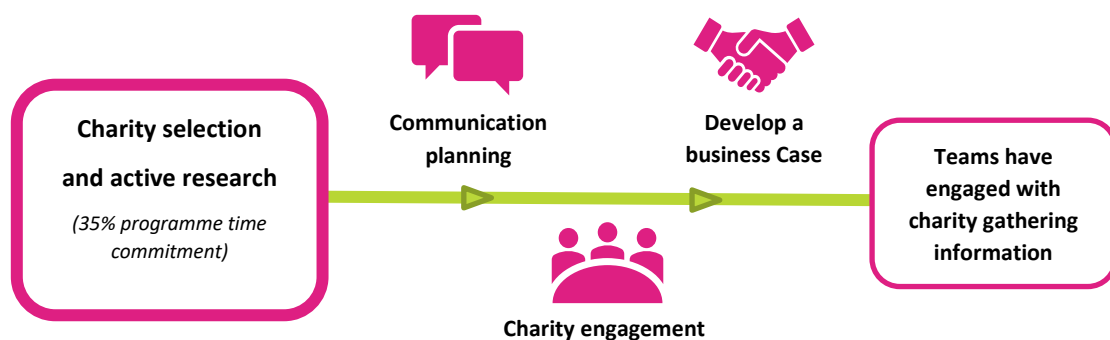 Charity selection
and active research
(35% programme time
commitment)
Communication
planning
Charity engagement
Develop a
business Case
Teams have
engaged with
charity gathering
information